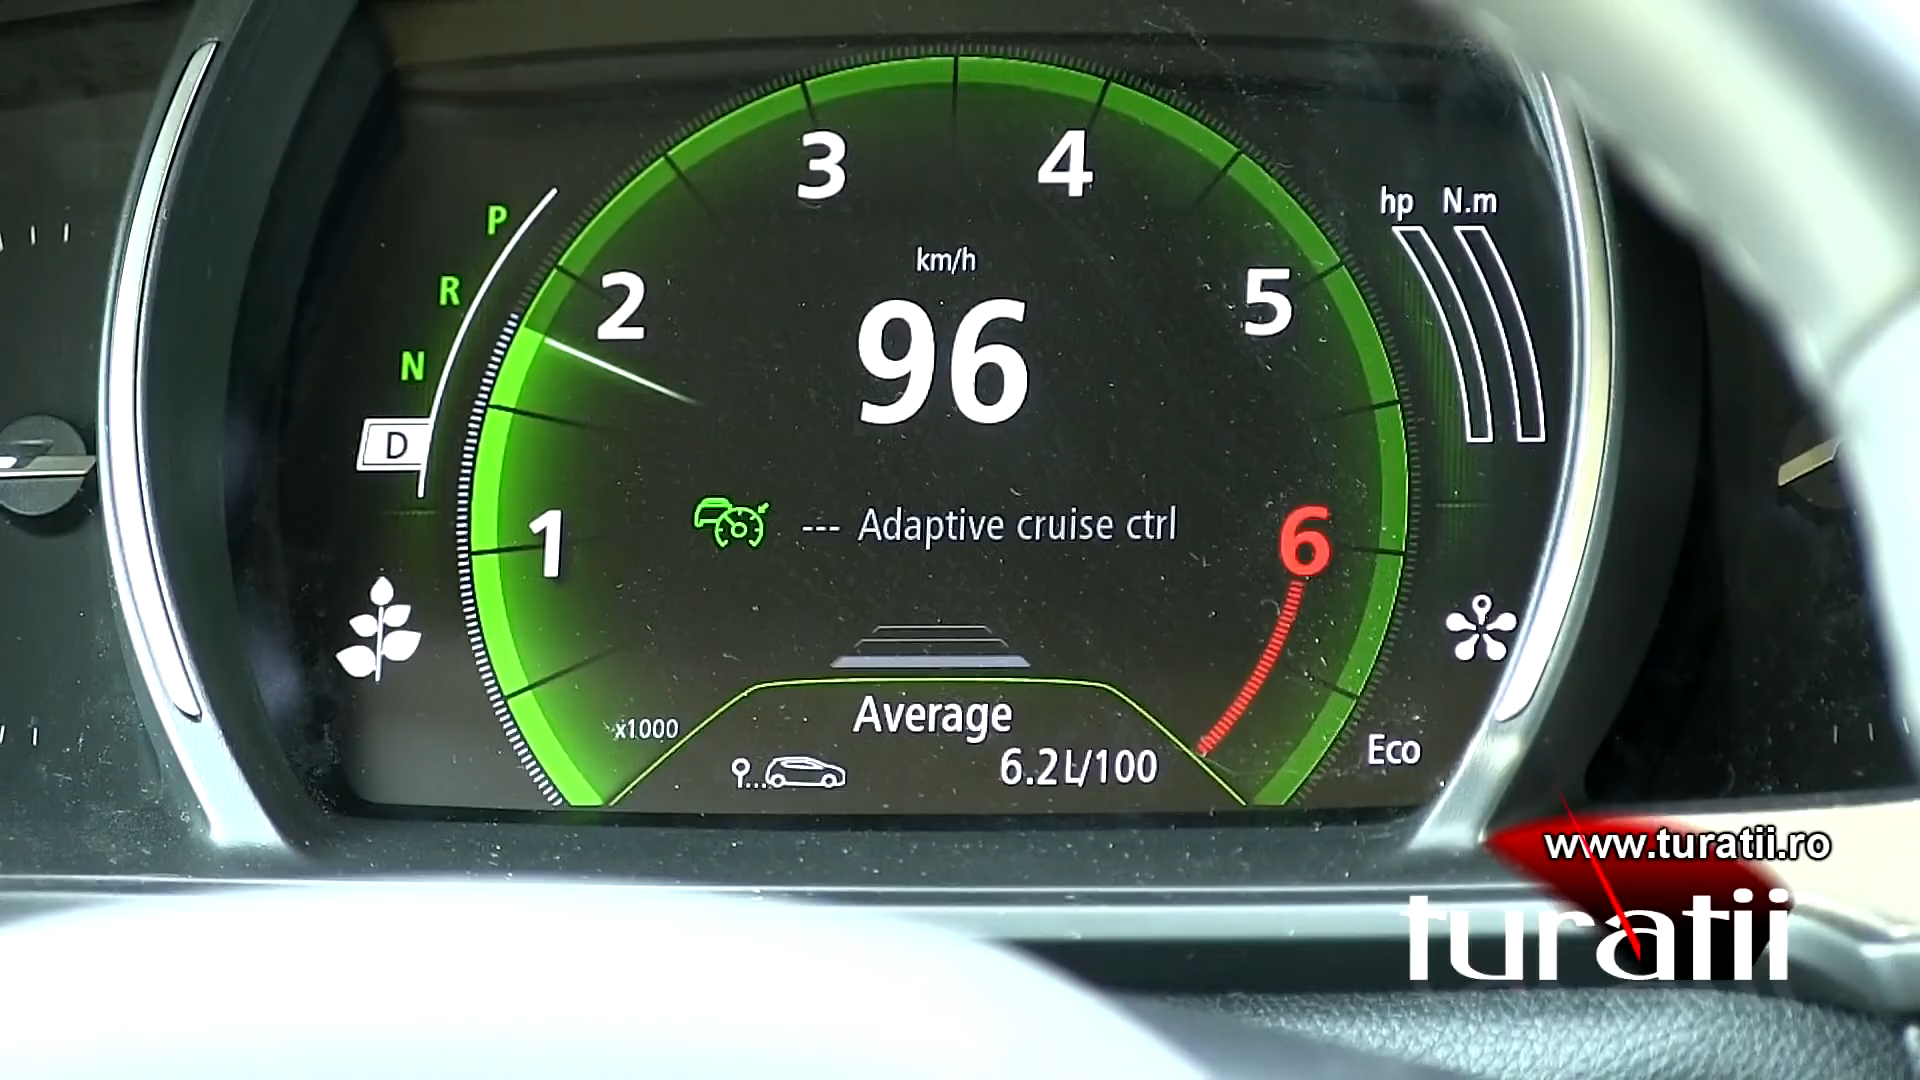 3
4
hp N.m
P
km/h
R
2
5
96
N
D
1
--- Adaptive cruise ctrl
6
x1000
Average
6.2L/100
Eco
www.turatii.ro
turatii